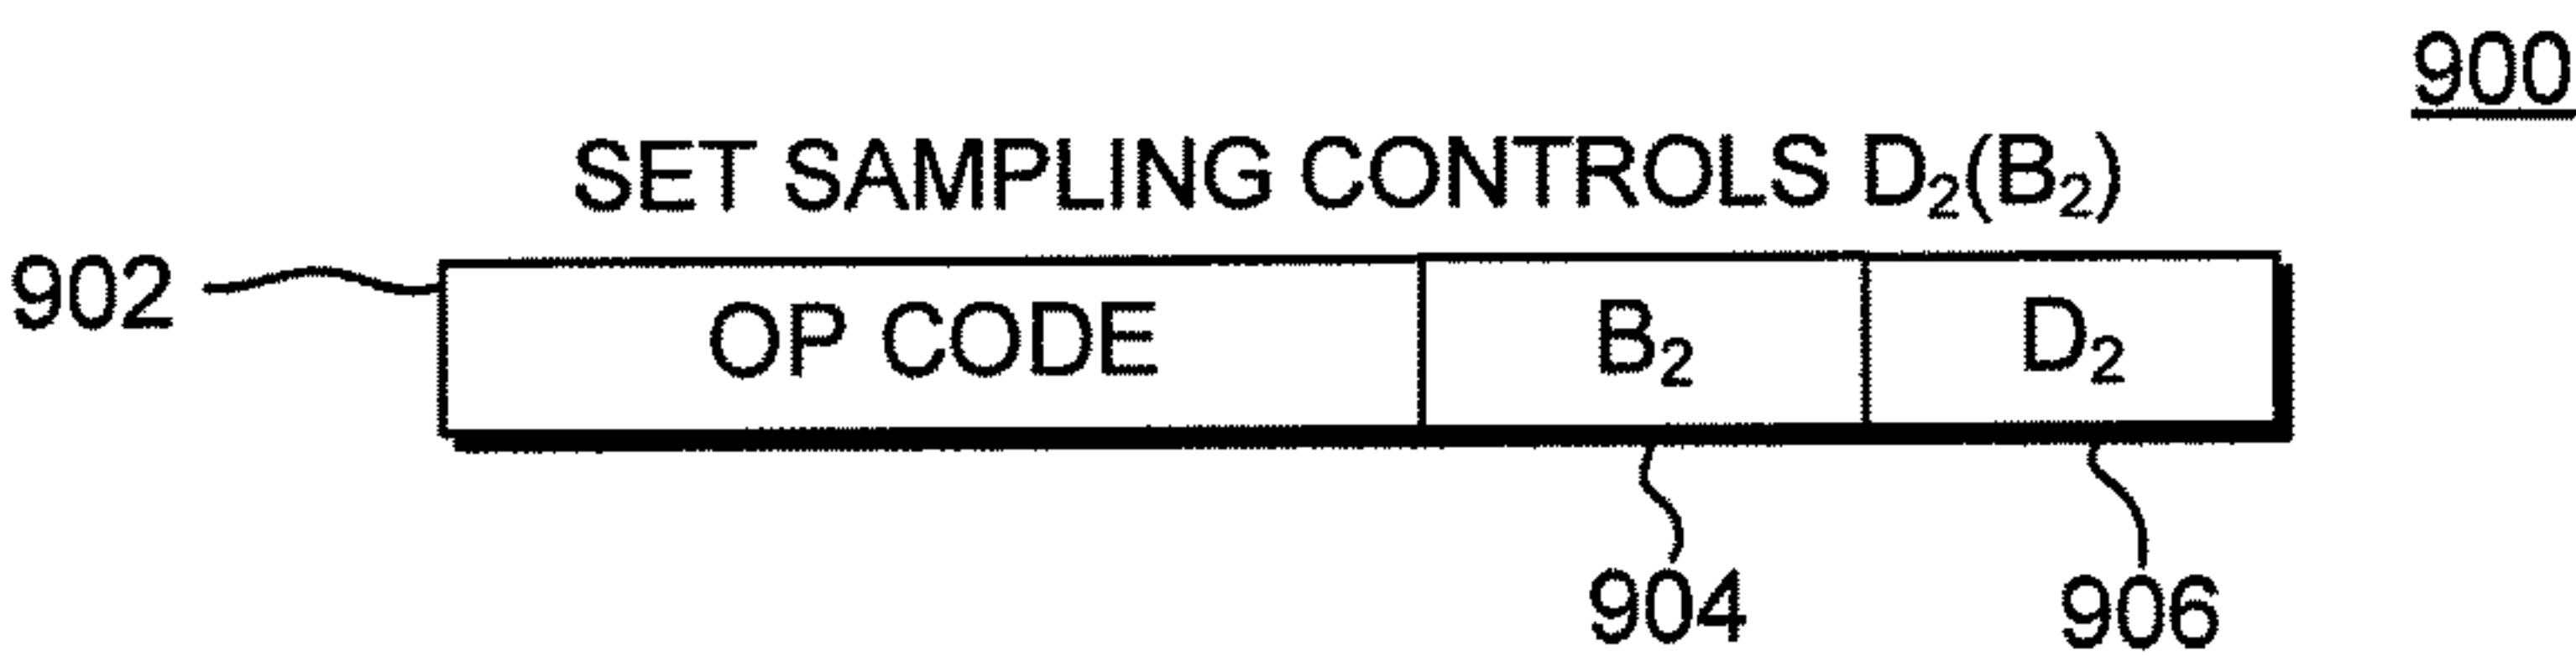 900
SET SAMPLING CONTROLS D₂(B₂)
902
OP CODE B₂ D₂
904 906